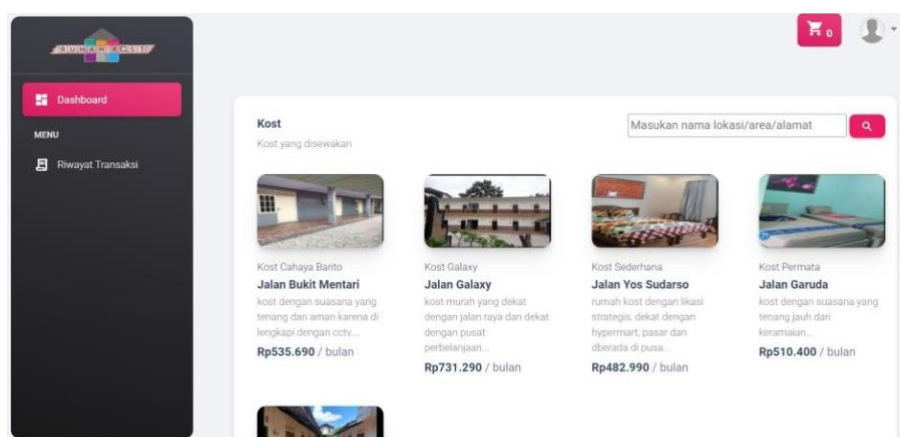 RUMAH KOST
0
Dashboard
MENU
Riwayat Transaksi
Kost
Kost yang disewakan
Masukan nama lokasi/area/alamat
Kost Cahaya Barito
Jalan Bukit Mentari
kost dengan suasana yang
tenang dan aman karena di
lengkapi dengan cctv...
Rp535.690 / bulan
Kost Galaxy
Jalan Galaxy
kost murah yang dekat
dengan jalan raya dan dekat
dengan pusat
perbelanjaan...
Rp731.290 / bulan
Kost Sederhana
Jalan Yos Sudarso
rumah kost dengan likasi
strategis, dekat dengan
hypermart, pasar dan
dberada di pusa...
Rp482.990 / bulan
Kost Permata
Jalan Garuda
kost dengan suasana yang
tenang jauh dari
keramaian...
Rp510.400 / bulan